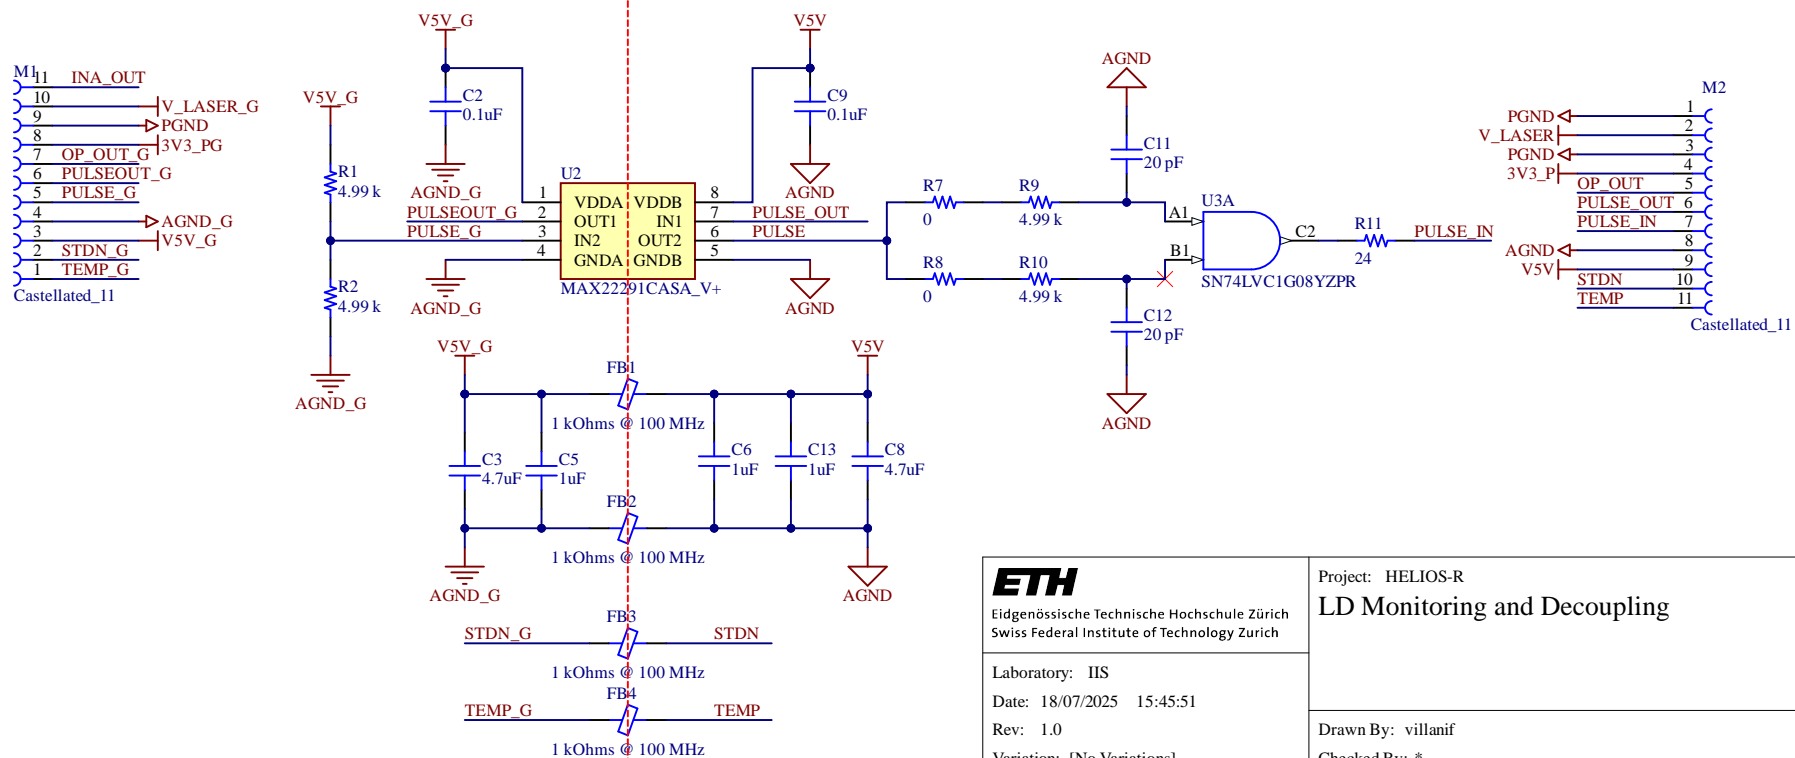 M1
11 INA_OUT
10 V_LASER_G
9 PGND
8 3V3_PG
7 OP_OUT_G
6 PULSEOUT_G
5 PULSE_G
4 AGND_G
3 V5V_G
2 STDN_G
1 TEMP_G
Castellated_11
V5V_G
R1
4.99 k
R2
4.99 k
AGND_G
V5V_G
C2
0.1uF
AGND_G
V5V
C9
0.1uF
AGND
U2
1 VDDA VDDB 8
PULSEOUT_G 2 OUT1 IN1 7 PULSE_OUT
PULSE_G 3 IN2 OUT2 6 PULSE
4 GNDA GNDB 5
MAX22291CASA_V+
AGND_G
AGND
R7
0
R9
4.99 k
R8
0
R10
4.99 k
AGND
C11
20 pF
C12
20 pF
AGND
U3A
A1
B1
C2
SN74LVC1G08YZPR
R11
24
PULSE_IN
M2
PGND 1
V_LASER 2
PGND 3
3V3_P 4
OP_OUT 5
PULSE_OUT 6
PULSE_IN 7
AGND 8
V5V 9
STDN 10
TEMP 11
Castellated_11
V5V_G
V5V
FB1
1 kOhms @ 100 MHz
C3
4.7uF
C5
1uF
C6
1uF
C13
1uF
C8
4.7uF
FB2
1 kOhms @ 100 MHz
AGND_G
AGND
FB3
STDN_G STDN
1 kOhms @ 100 MHz
FB4
TEMP_G TEMP
1 kOhms @ 100 MHz
ETH
Eidgenössische Technische Hochschule Zürich
Swiss Federal Institute of Technology Zurich
Project: HELIOS-R
LD Monitoring and Decoupling
Laboratory: IIS
Date: 18/07/2025 15:45:51
Rev: 1.0
Variation: [No Variations]
Drawn By: villanif
Checked By: *